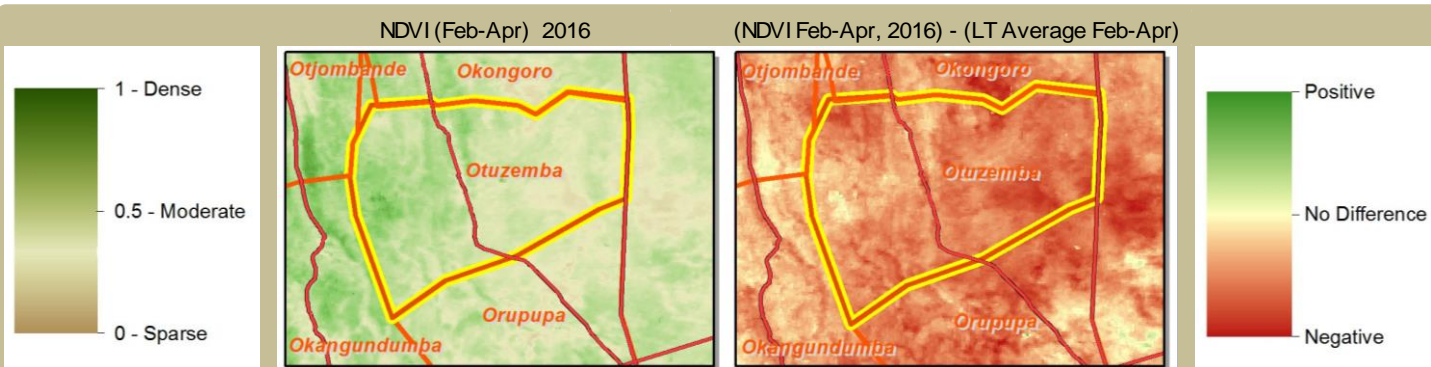 NDVI (Feb-Apr) 2016
(NDVI Feb-Apr, 2016) - (LT Average Feb-Apr)
1 - Dense
0.5 - Moderate
0 - Sparse
Otjombande
Okongoro
Otuzemba
Orupupa
Okangundumba
Otjombande
Okongoro
Otuzemba
Orupupa
Okangundumba
Positive
No Difference
Negative